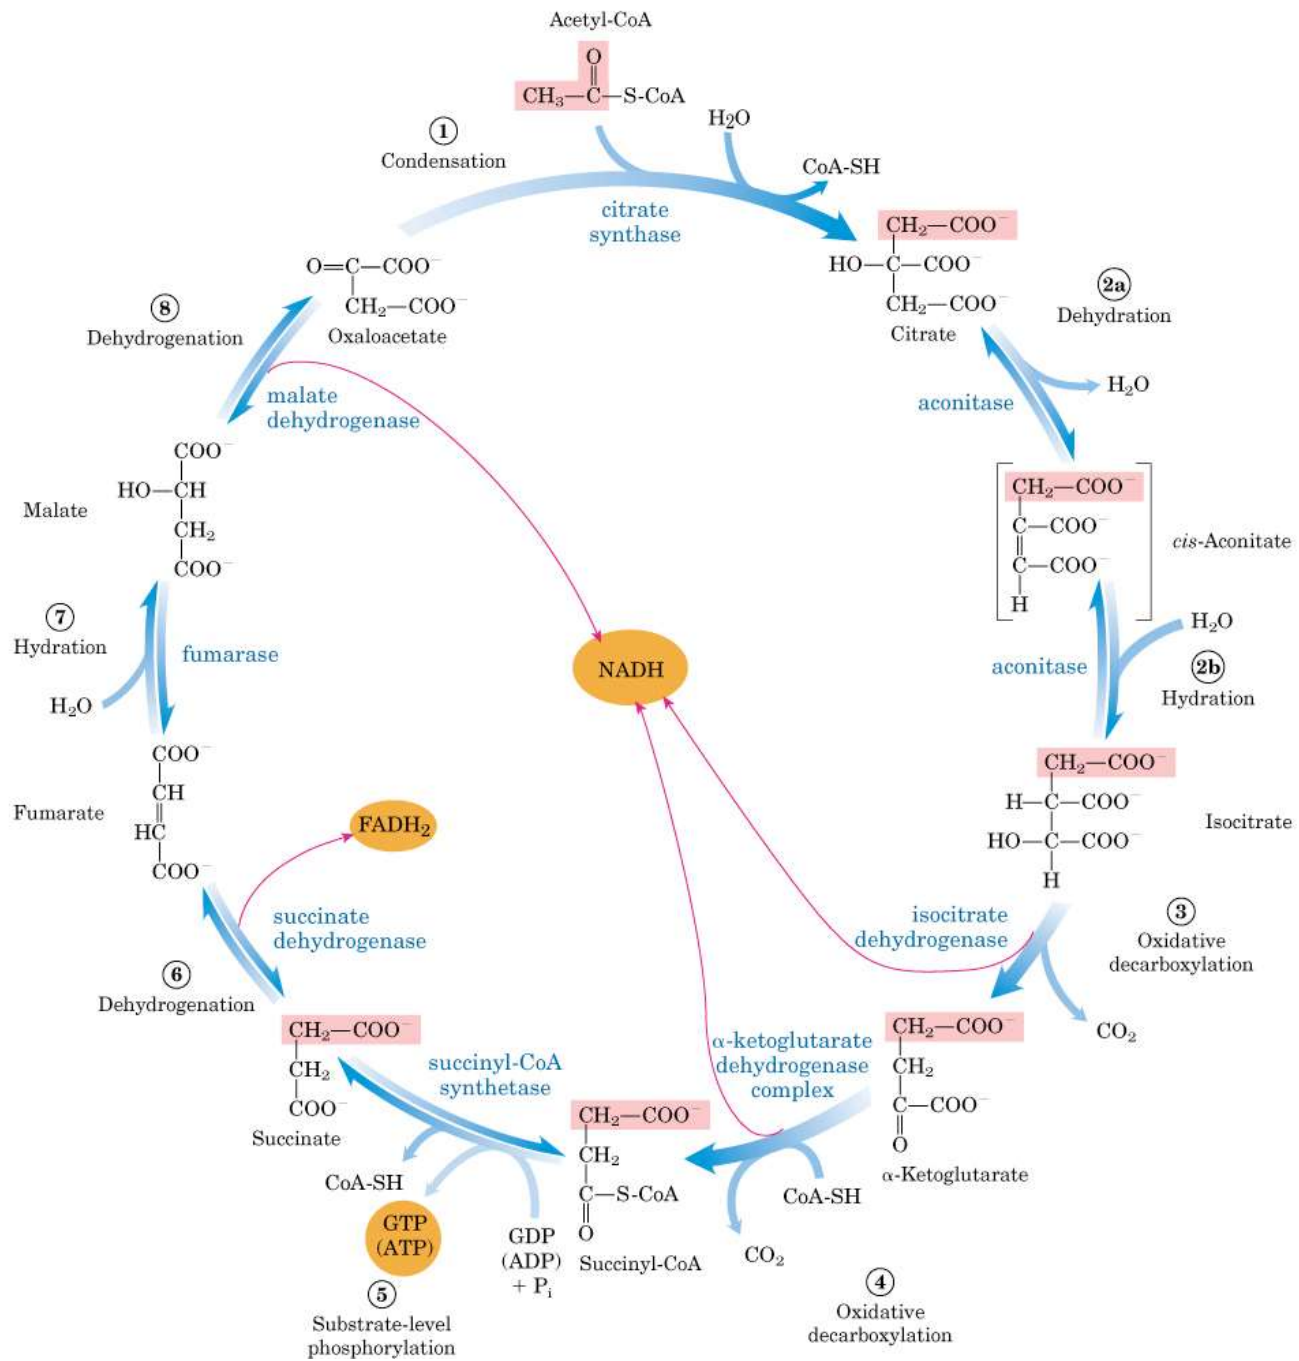 Acetyl-CoA
O
CH₃—C—S-CoA
①
Condensation
H₂O
CoA-SH
citrate
synthase
CH₂—COO⁻
HO—C—COO⁻
CH₂—COO⁻
Citrate
2a
Dehydration
H₂O
aconitase
CH₂—COO⁻
C—COO⁻
C—COO⁻
H
cis-Aconitate
H₂O
aconitase
2b
Hydration
CH₂—COO⁻
H—C—COO⁻
HO—C—COO⁻
H
Isocitrate
③
Oxidative
decarboxylation
isocitrate
dehydrogenase
CO₂
CH₂—COO⁻
CH₂
C—COO⁻
O
α-Ketoglutarate
α-ketoglutarate
dehydrogenase
complex
CoA-SH
CO₂
④
Oxidative
decarboxylation
CH₂—COO⁻
CH₂
C—S-CoA
O
Succinyl-CoA
succinyl-CoA
synthetase
GDP
(ADP)
+ Pᵢ
CoA-SH
GTP
(ATP)
⑤
Substrate-level
phosphorylation
CH₂—COO⁻
CH₂
COO⁻
Succinate
⑥
Dehydrogenation
succinate
dehydrogenase
FADH₂
COO⁻
CH
HC
COO⁻
Fumarate
⑦
Hydration
H₂O
fumarase
COO⁻
HO—CH
CH₂
COO⁻
Malate
⑧
Dehydrogenation
malate
dehydrogenase
O=C—COO⁻
CH₂—COO⁻
Oxaloacetate
NADH